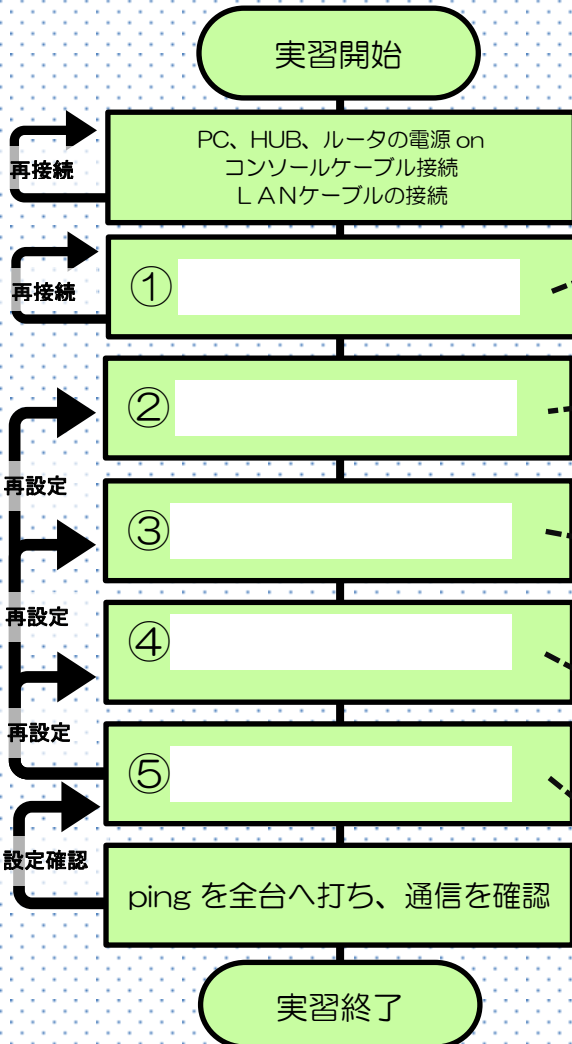 実習開始
PC、HUB、ルータの電源 on
コンソールケーブル接続
ＬＡＮケーブルの接続
再接続
①
再接続
②
再設定
③
再設定
④
再設定
⑤
設定確認
ping を全台へ打ち、通信を確認
実習終了